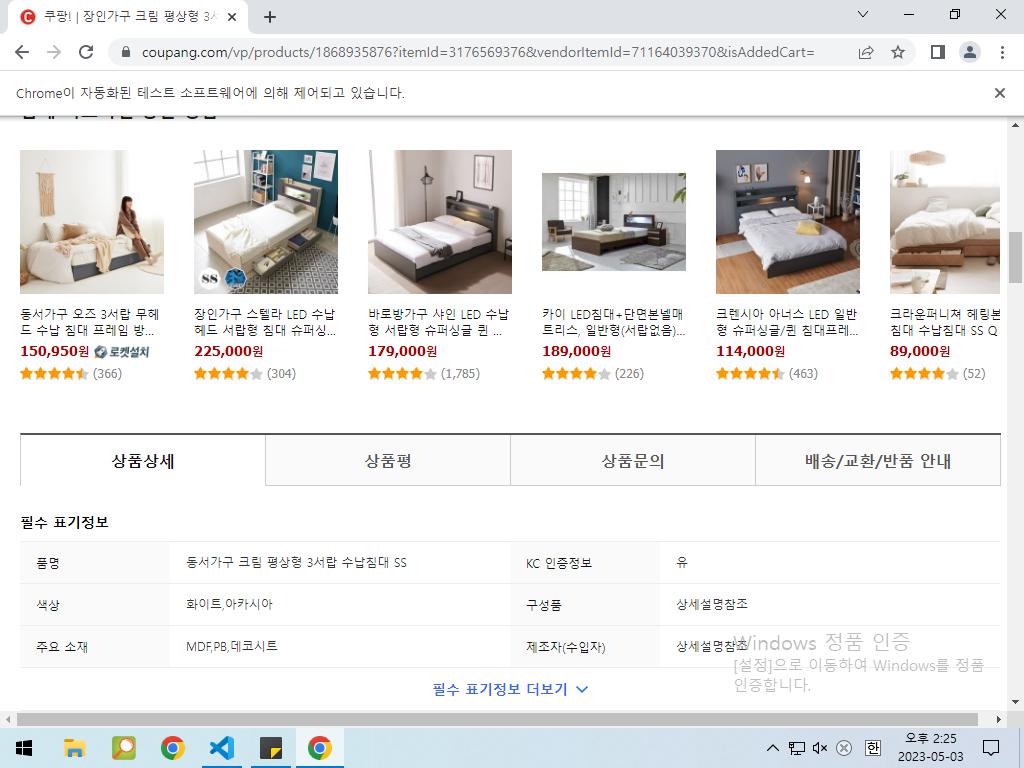 쿠팡! | 장인가구 크림 평상형 3서
coupang.com/vp/products/1868935876?itemId=3176569376&vendorItemId=71164039370&isAddedCart=
Chrome이 자동화된 테스트 소프트웨어에 의해 제어되고 있습니다.
SS
동서가구 오즈 3서랍 무헤
드 수납 침대 프레임 방...
150,950원 로켓설치
(366)
장인가구 스텔라 LED 수납
헤드 서랍형 침대 슈퍼싱...
225,000원
(304)
바로방가구 샤인 LED 수납
형 서랍형 슈퍼싱글 퀸 ...
179,000원
(1,785)
카이 LED침대+단면본넬매
트리스, 일반형(서랍없음)...
189,000원
(226)
크렌시아 아너스 LED 일반
형 슈퍼싱글/퀸 침대프레...
114,000원
(463)
크라운퍼니쳐 헤링본
침대 수납침대 SS Q
89,000원
(52)
상품상세
상품평
상품문의
배송/교환/반품 안내
필수 표기정보
품명 동서가구 크림 평상형 3서랍 수납침대 SS KC 인증정보 유
색상 화이트,아카시아 구성품 상세설명참조
주요 소재 MDF,PB,데코시트 제조자(수입자) 상세설명참조
필수 표기정보 더보기
Windows 정품 인증
[설정]으로 이동하여 Windows를 정품
인증합니다.
한
오후 2:25
2023-05-03